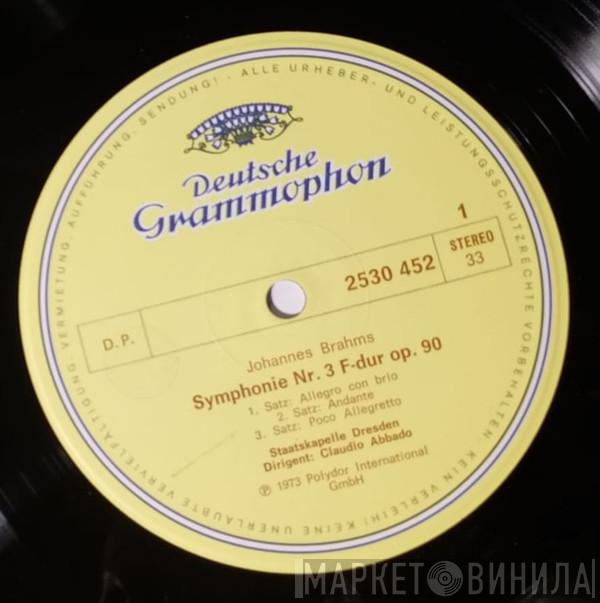 Deutsche
Grammophon
1
2530 452
STEREO
33
D.P.
Johannes Brahms
Symphonie Nr. 3 F-dur op. 90
1. Satz: Allegro con brio
2. Satz: Andante
3. Satz: Poco Allegretto
Staatskapelle Dresden
Dirigent: Claudio Abbado
℗ 1973 Polydor International
GmbH
ALLE URHEBER- UND LEISTUNGSSCHUTZRECHTE VORBEHALTEN · KEIN VERLEIH! KEINE UNERLAUBTE VERVIELFÄLTIGUNG, VERMIETUNG, AUFFÜHRUNG, SENDUNG! ·
МАРКЕТ ВИНИЛА